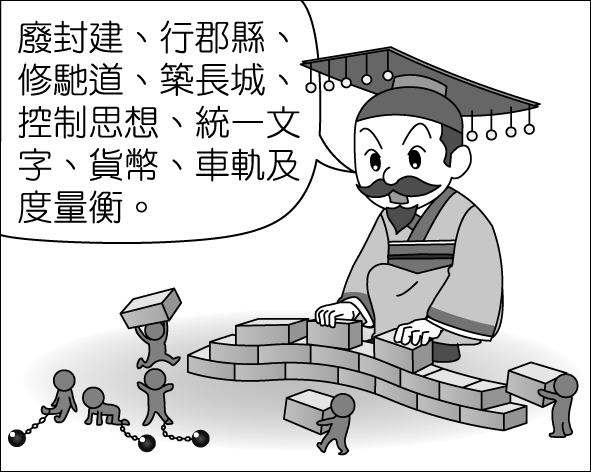 廢封建、行郡縣、
修馳道、築長城、
控制思想、統一文
字、貨幣、車軌及
度量衡。